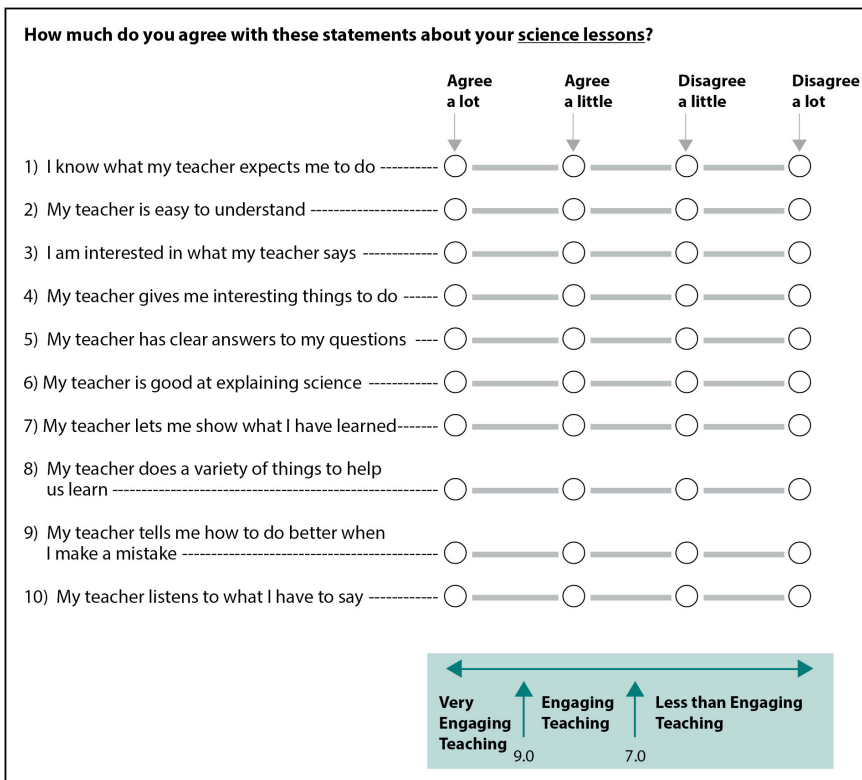 How much do you agree with these statements about your science lessons?
Agree a lot
Agree a little
Disagree a little
Disagree a lot
1) I know what my teacher expects me to do
2) My teacher is easy to understand
3) I am interested in what my teacher says
4) My teacher gives me interesting things to do
5) My teacher has clear answers to my questions
6) My teacher is good at explaining science
7) My teacher lets me show what I have learned
8) My teacher does a variety of things to help
us learn
9) My teacher tells me how to do better when
I make a mistake
10) My teacher listens to what I have to say
Very
Engaging
Teaching
9.0
Engaging
Teaching
7.0
Less than Engaging
Teaching